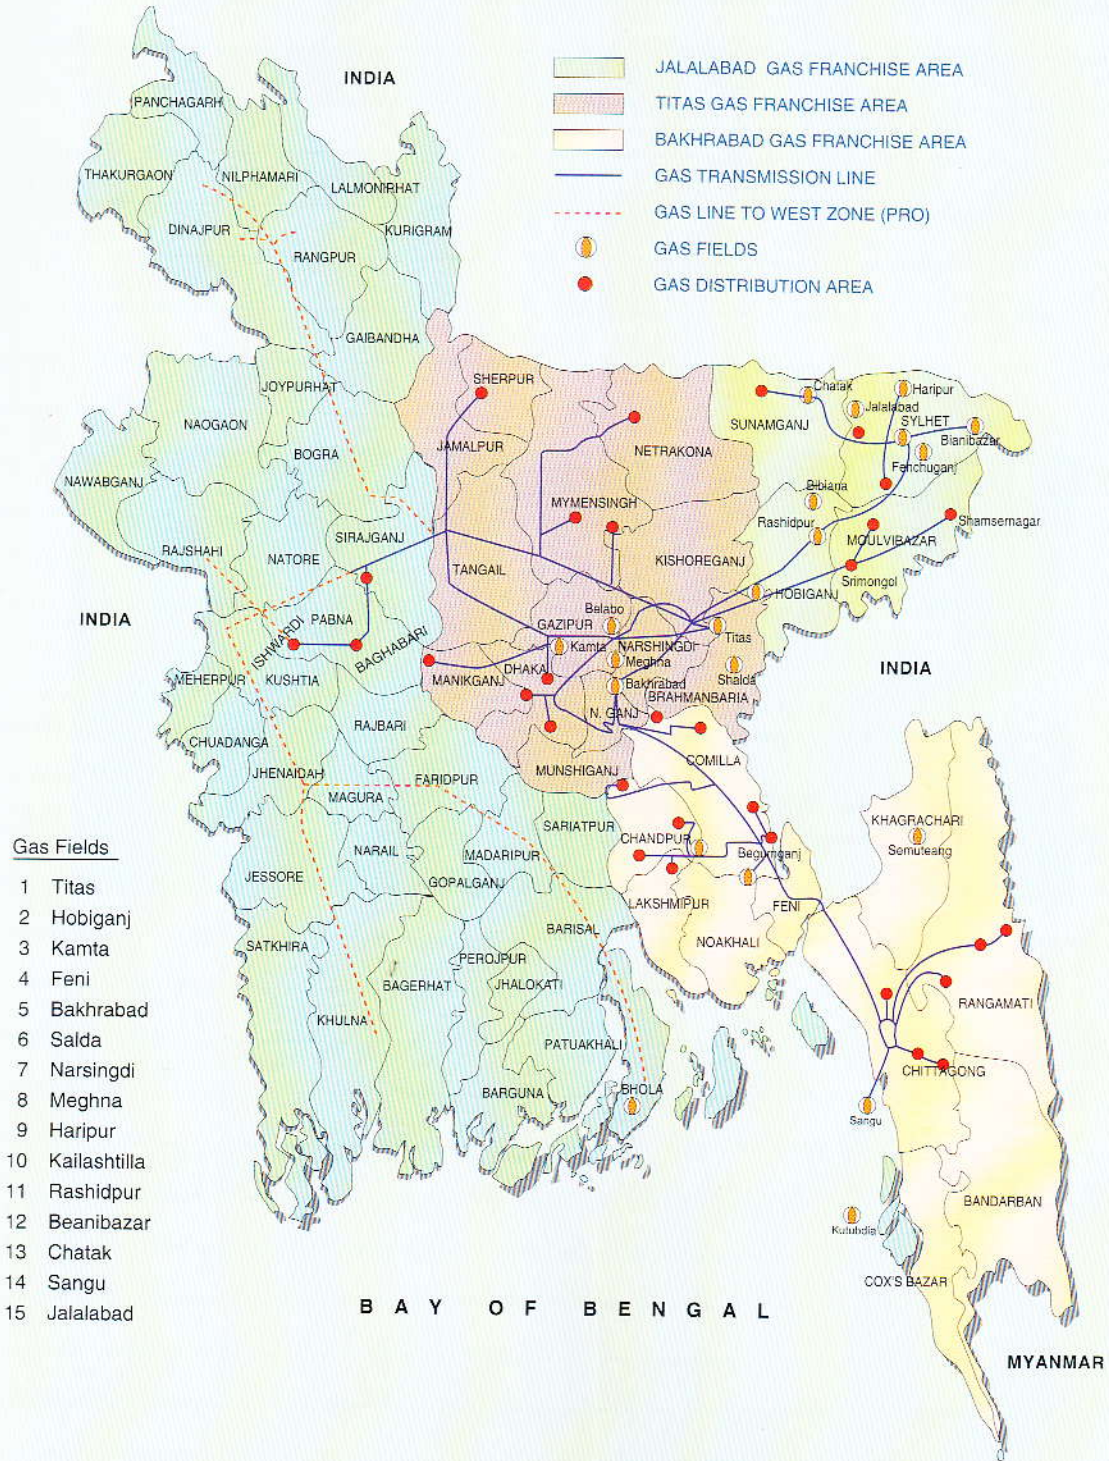 INDIA
JALALABAD GAS FRANCHISE AREA
TITAS GAS FRANCHISE AREA
BAKHRABAD GAS FRANCHISE AREA
GAS TRANSMISSION LINE
GAS LINE TO WEST ZONE (PRO)
GAS FIELDS
GAS DISTRIBUTION AREA
PANCHAGARH
THAKURGAON
NILPHAMARI
LALMONIRHAT
DINAJPUR
KURIGRAM
RANGPUR
GAIBANDHA
JOYPURHAT
NAOGAON
BOGRA
NAWABGANJ
RAJSHAHI
NATORE
SIRAJGANJ
SHERPUR
JAMALPUR
NETRAKONA
MYMENSINGH
KISHOREGANJ
TANGAIL
SUNAMGANJ
Chatak
Haripur
Jalalabad
SYLHET
Bianibazar
Fenchuganj
Bibiana
Rashidpur
MOULVIBAZAR
Shamsernagar
Srimongol
HOBIGANJ
INDIA
PABNA
ISHWARDI
BAGHABARI
MEHERPUR
KUSHTIA
Belabo
GAZIPUR
Kamta
NARSHINGDI
Titas
Meghna
DHAKA
MANIKGANJ
Bakhrabad
Shalda
BRAHMANBARIA
N. GANJ
INDIA
CHUADANGA
RAJBARI
JHENAIDAH
FARIDPUR
MAGURA
MUNSHIGANJ
COMILLA
SARIATPUR
CHANDPUR
Begumganj
KHAGRACHARI
Semuteang
NARAIL
MADARIPUR
JESSORE
GOPALGANJ
LAKSHMIPUR
FENI
NOAKHALI
BARISAL
SATKHIRA
PEROJPUR
BAGERHAT
JHALOKATI
KHULNA
PATUAKHALI
BARGUNA
BHOLA
RANGAMATI
CHITTAGONG
Sangu
BANDARBAN
Kutubdia
COX'S BAZAR
BAY OF BENGAL
MYANMAR
Gas Fields
1 Titas
2 Hobiganj
3 Kamta
4 Feni
5 Bakhrabad
6 Salda
7 Narsingdi
8 Meghna
9 Haripur
10 Kailashtilla
11 Rashidpur
12 Beanibazar
13 Chatak
14 Sangu
15 Jalalabad